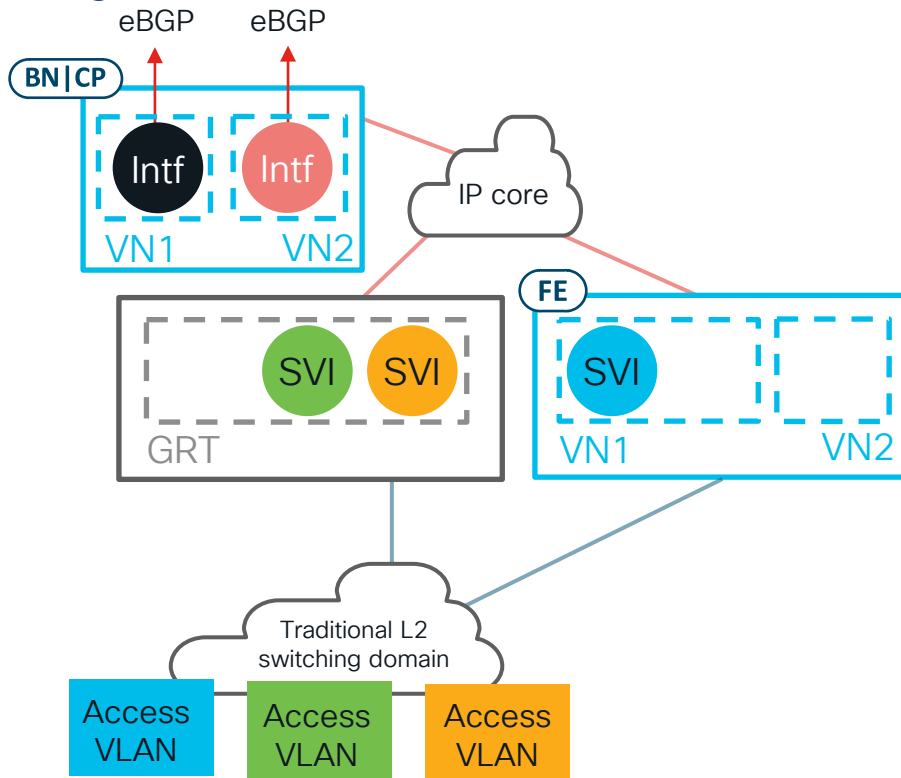 eBGP
eBGP
BN|CP
Intf
Intf
VN1
VN2
IP core
FE
SVI
SVI
SVI
GRT
VN1
VN2
Traditional L2
switching domain
Access
VLAN
Access
VLAN
Access
VLAN